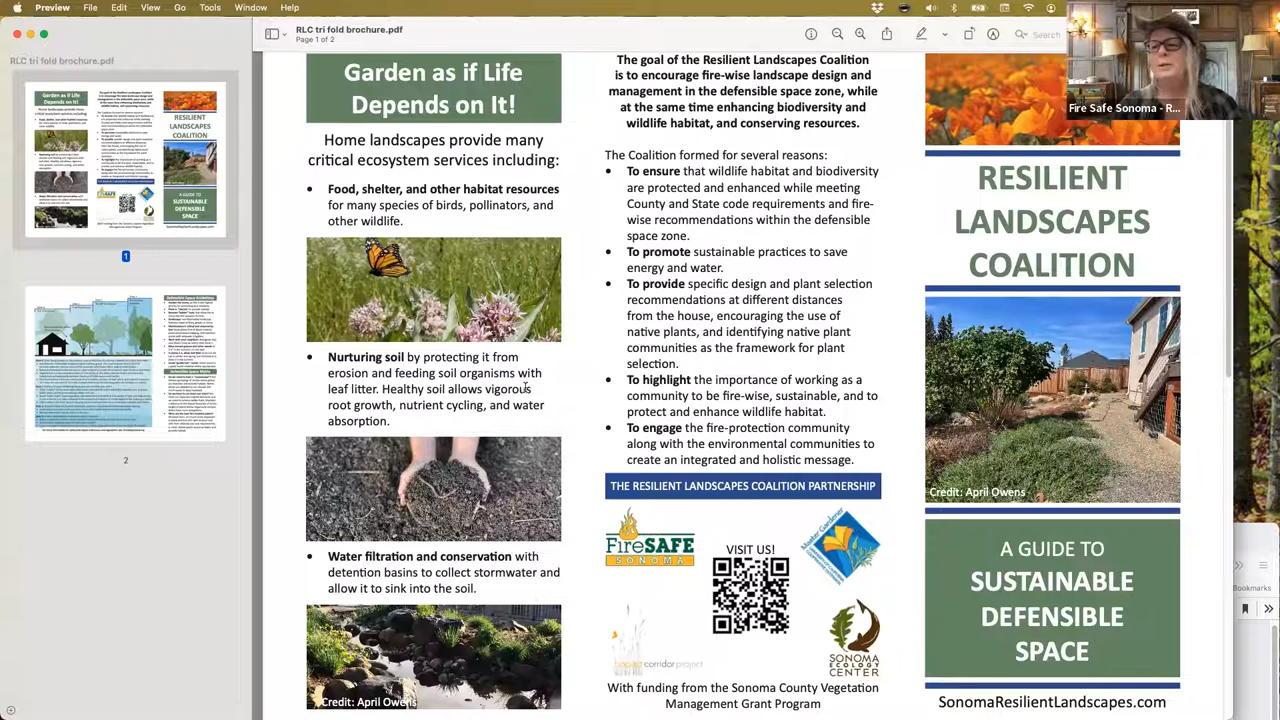 Preview File Edit View Go Tools Window Help
RLC tri fold brochure.pdf
RLC tri fold brochure.pdf
Page 1 of 2
Search
Fire Safe Sonoma - R...
1
2
Bookmarks
Garden as if Life
Depends on It!
Home landscapes provide many
critical ecosystem services including:
• Food, shelter, and other habitat resources
for many species of birds, pollinators, and
other wildlife.
• Nurturing soil by protecting it from
erosion and feeding soil organisms with
leaf litter. Healthy soil allows vigorous
root growth, nutrient cycling, and water
absorption.
• Water filtration and conservation with
detention basins to collect stormwater and
allow it to sink into the soil.
Credit: April Owens
The goal of the Resilient Landscapes Coalition
is to encourage fire-wise landscape design and
management in the defensible space zone, while
at the same time enhancing biodiversity and
wildlife habitat, and conserving resources.
The Coalition formed for several reasons:
• To ensure that wildlife habitat and biodiversity
are protected and enhanced when meeting
County and State code requirements and fire-
wise recommendations within the defensible
space zone.
• To promote sustainable practices to save
energy and water.
• To provide specific design and plant selection
recommendations at different distances
from the house, encouraging the use of
native plants, and identifying native plant
communities as the framework for plant
selection.
• To highlight the importance of working as a
community to be fire-wise, sustainable, and to
protect and enhance wildlife habitat.
• To engage the fire-protection community
along with the environmental communities to
create an integrated and holistic message.
THE RESILIENT LANDSCAPES COALITION PARTNERSHIP
FireSAFE
SONOMA
VISIT US!
Master Gardener
habitat corridor project
SONOMA
ECOLOGY
CENTER
With funding from the Sonoma County Vegetation
Management Grant Program
RESILIENT
LANDSCAPES
COALITION
Credit: April Owens
A GUIDE TO
SUSTAINABLE
DEFENSIBLE
SPACE
SonomaResilientLandscapes.com